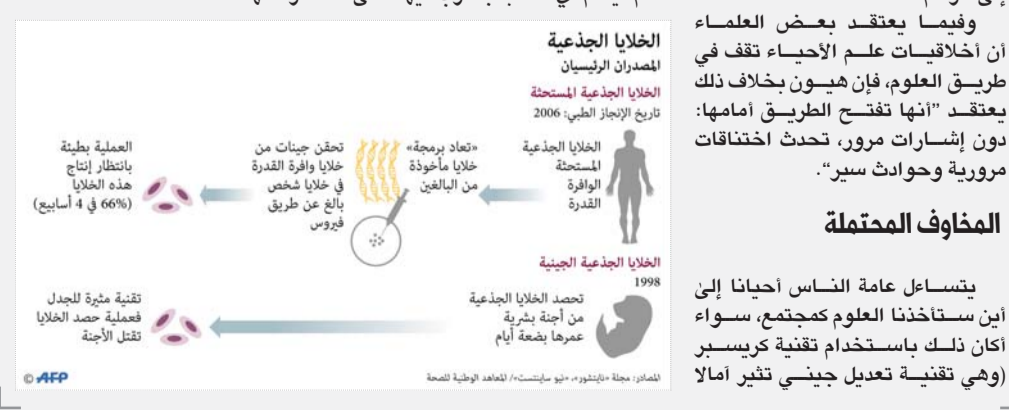 وفيما يعتقد بعض العلماء
أن أخلاقيات علم الأحياء تقف في
طريق العلوم، فإن هيون بخلاف ذلك
يعتقد ”أنها تفتح الطريق أمامها:
دون إشارات مرور، تحدث اختناقات
مرورية وحوادث سير“.
المخاوف المحتملة
يتساءل عامة الناس أحيانا إلى
أين ستأخذنا العلوم كمجتمع، سواء
أكان ذلك باستخدام تقنية كريسبر
(وهي تقنية تعديل جيني تثير آمالا
الخلايا الجذعية
المصدران الرئيسيان
الخلايا الجذعية المستحثة
تاريخ الإنجاز الطبي: 2006
الخلايا الجذعية
المستحثة
الوافرة
القدرة
«تعاد برمجة»
خلايا مأخوذة
من البالغين
تحقن جينات من
خلايا وافرة القدرة
في خلايا شخص
بالغ عن طريق
فيروس
العملية بطيئة
بانتظار إنتاج
هذه الخلايا
(66% في 4 أسابيع)
الخلايا الجذعية الجينية
1998
تحصد الخلايا الجذعية
من أجنة بشرية
عمرها بضعة أيام
تقنية مثيرة للجدل
فعملية حصد الخلايا
تقتل الأجنة
المصادر: مجلة «نايتشور»، «نيو ساينتست»/ المعاهد الوطنية للصحة
© AFP